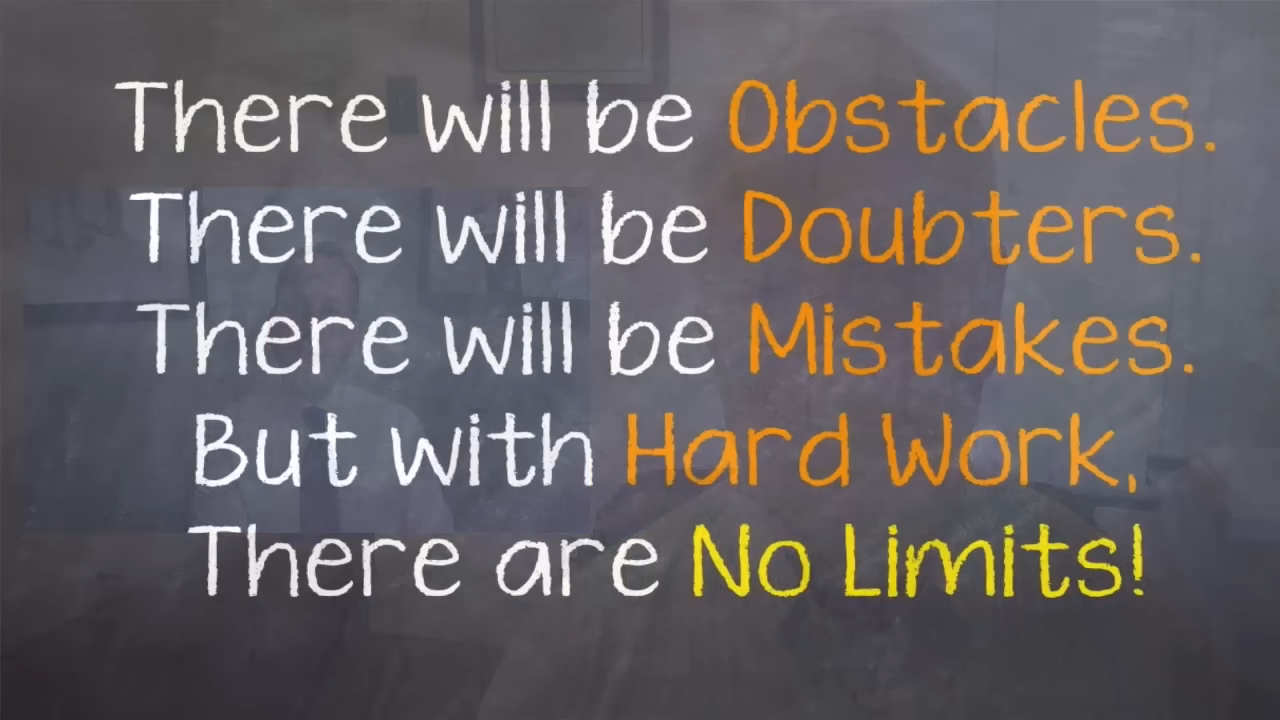 There will be Obstacles.
There will be Doubters.
There will be Mistakes.
But with Hard Work,
There are No Limits!